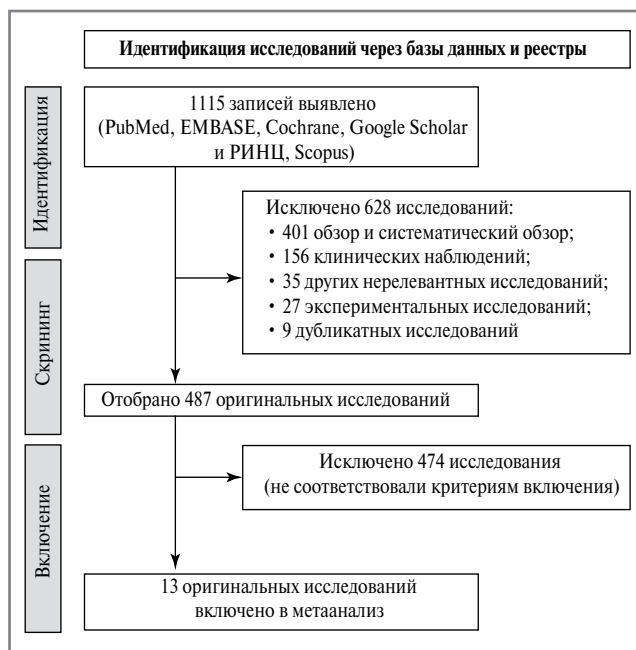 Идентификация исследований через базы данных и реестры
Идентификация
1115 записей выявлено
(PubMed, EMBASE, Cochrane, Google Scholar
и РИНЦ, Scopus)
Исключено 628 исследований:
• 401 обзор и систематический обзор;
• 156 клинических наблюдений;
• 35 других нерелевантных исследований;
• 27 экспериментальных исследований;
• 9 дубликатных исследований
Скрининг
Отобрано 487 оригинальных исследований
Исключено 474 исследования
(не соответствовали критериям включения)
Включение
13 оригинальных исследований
включено в метаанализ